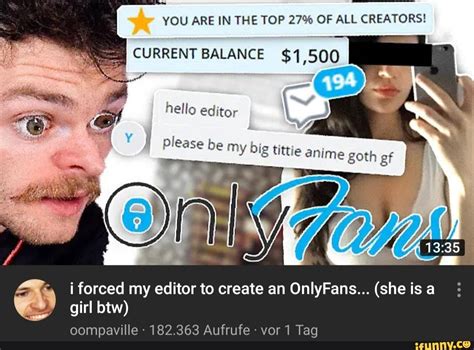 YOU ARE IN THE TOP 27% OF ALL CREATORS!
CURRENT BALANCE $1,500
194
hello editor
Y
please be my big tittie anime goth gf
OnlyFans
13:35
i forced my editor to create an OnlyFans... (she is a
girl btw)
oompaville · 182.363 Aufrufe · vor 1 Tag
ifunny.co